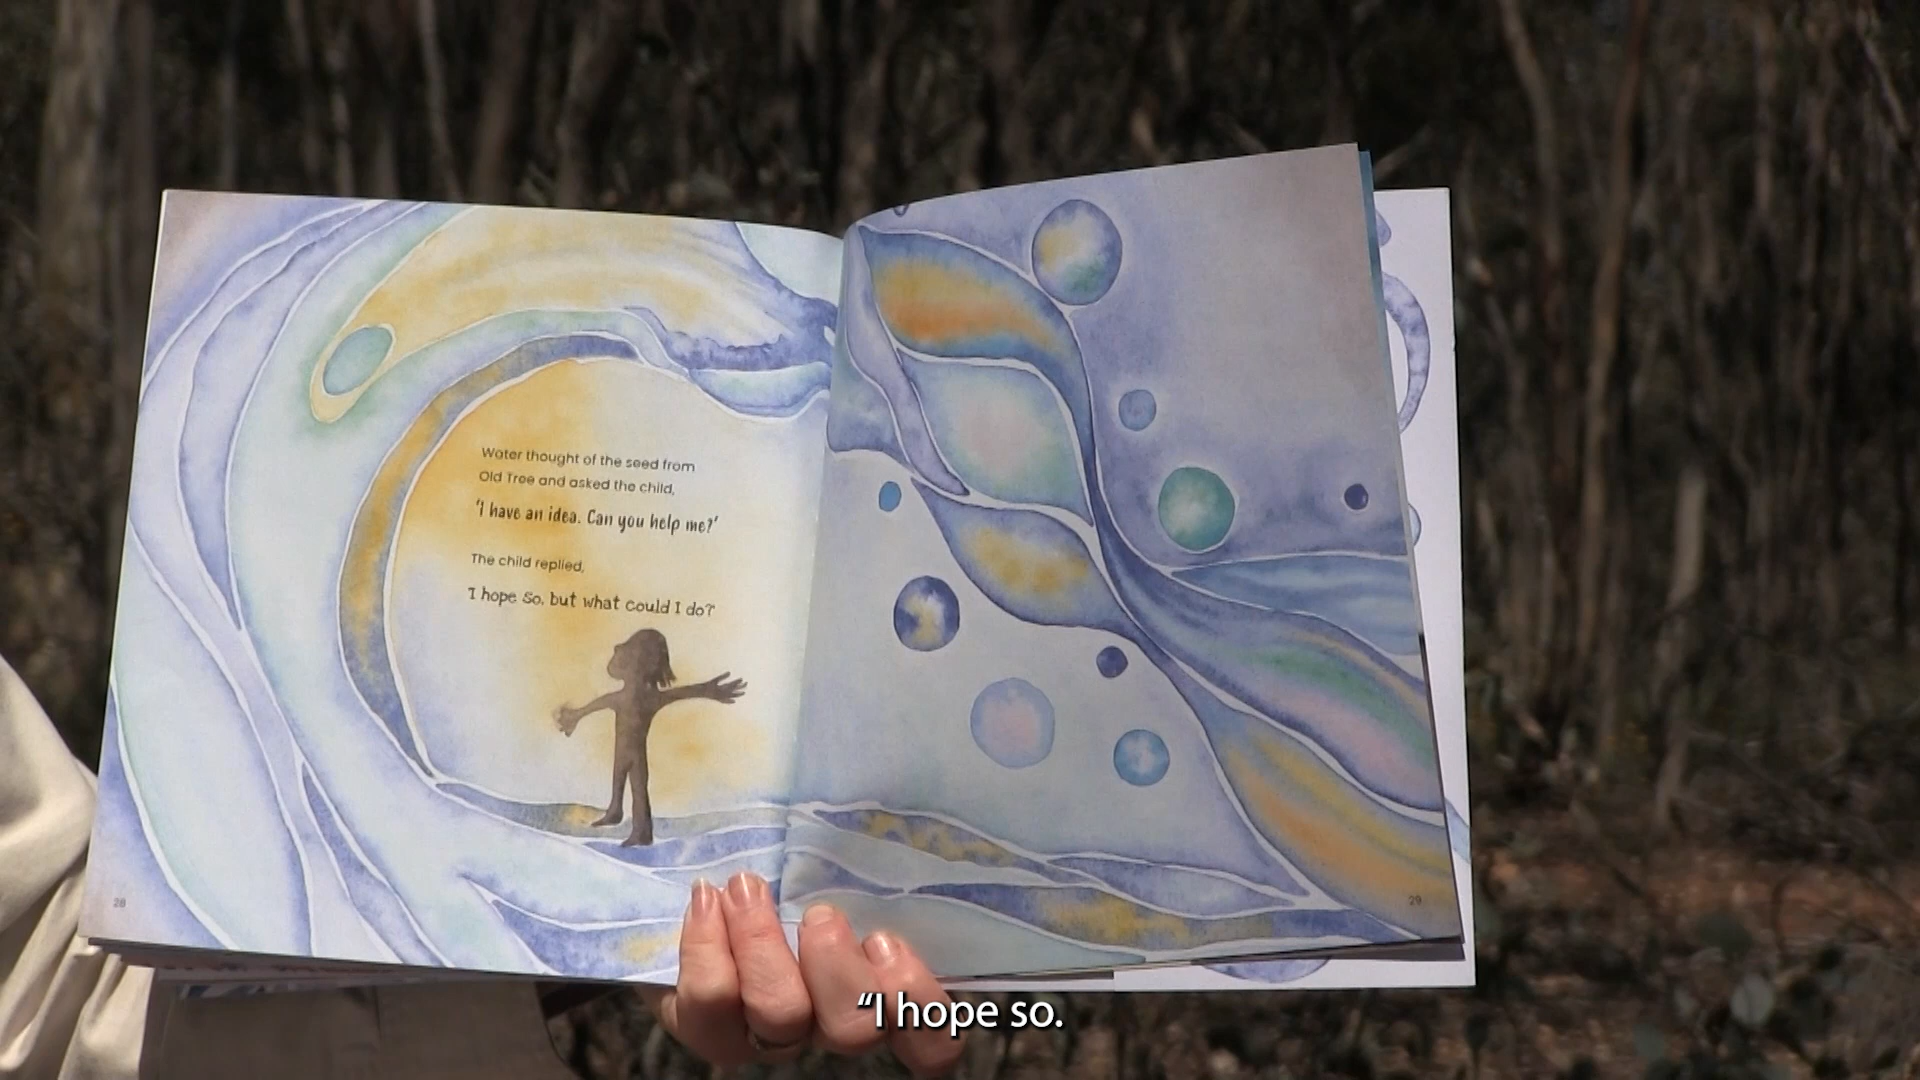 Water thought of the seed from
Old Tree and asked the child,
'I have an idea. Can you help me?'
The child replied,
'I hope so, but what could I do?'
28
29
“I hope so.